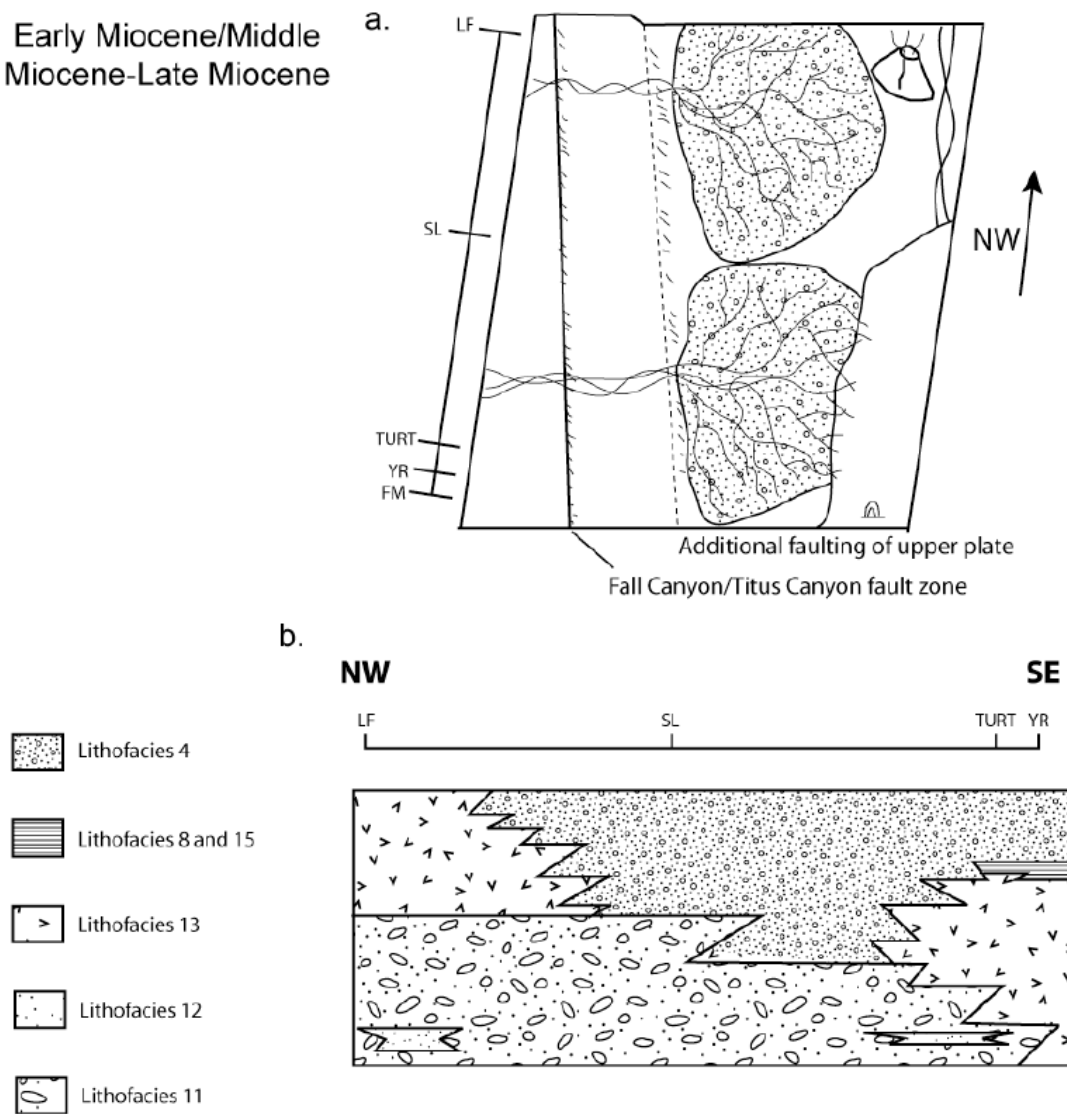 Early Miocene/Middle
Miocene-Late Miocene
a.
LF
SL
TURT
YR
FM
NW
Additional faulting of upper plate
Fall Canyon/Titus Canyon fault zone
b.
NW
SE
LF
SL
TURT
YR
Lithofacies 4
Lithofacies 8 and 15
Lithofacies 13
Lithofacies 12
Lithofacies 11